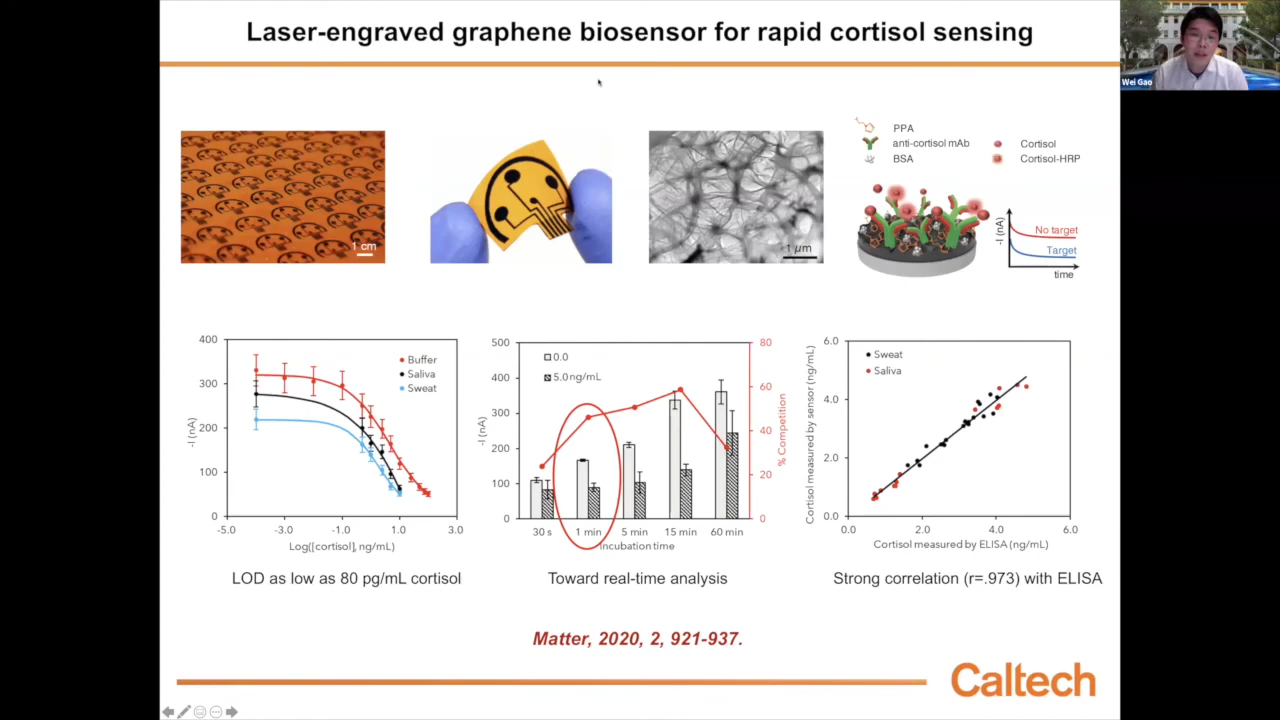 Laser-engraved graphene biosensor for rapid cortisol sensing
Wei Gao
1 cm
1 μm
PPA
anti-cortisol mAb
BSA
Cortisol
Cortisol-HRP
-I (nA)
No target
Target
time
400
300
200
100
0
-I (nA)
Buffer
Saliva
Sweat
-5.0 -3.0 -1.0 1.0 3.0
Log([cortisol], ng/mL)
500
400
300
200
100
0
-I (nA)
0.0
5.0 ng/mL
80
60
40
20
0
% Competition
30 s 1 min 5 min 15 min 60 min
Incubation time
6.0
4.0
2.0
0.0
Cortisol measured by sensor (ng/mL)
Sweat
Saliva
0.0 2.0 4.0 6.0
Cortisol measured by ELISA (ng/mL)
LOD as low as 80 pg/mL cortisol
Toward real-time analysis
Strong correlation (r=.973) with ELISA
Matter, 2020, 2, 921-937.
Caltech